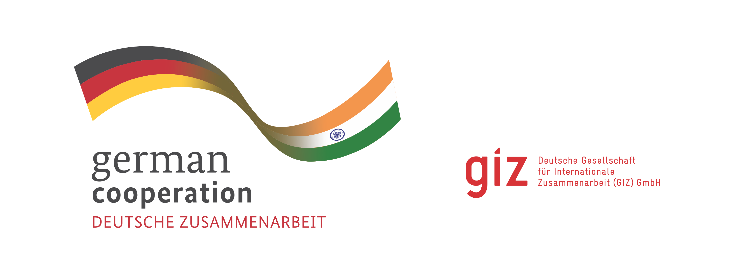 german
cooperation
DEUTSCHE ZUSAMMENARBEIT
giz
Deutsche Gesellschaft
für Internationale
Zusammenarbeit (GIZ) GmbH